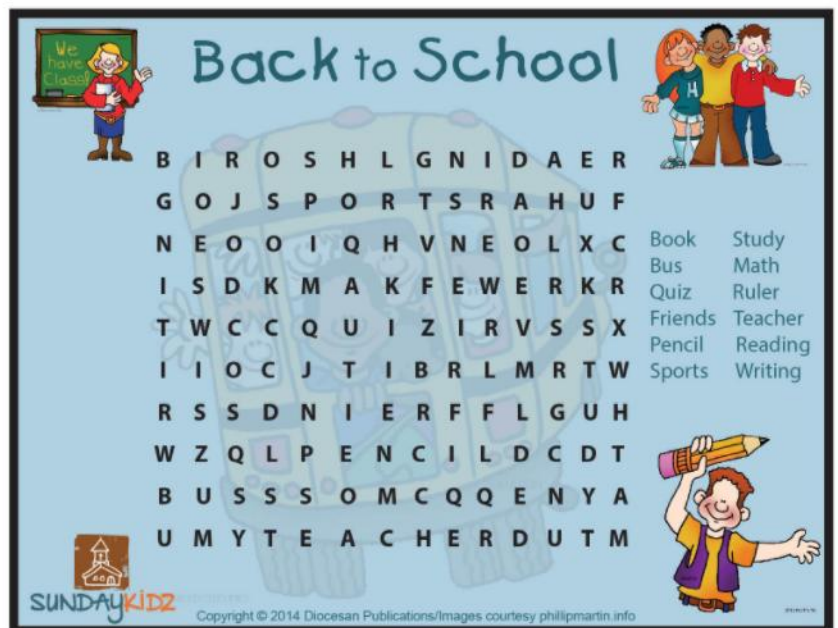 We
have
Class!
Back to School
H
B I R O S H L G N I D A E R
G O J S P O R T S R A H U F
N E O O I Q H V N E O L X C
I S D K M A K F E W E R K R
T W C C Q U I Z I R V S S X
I I O C J T I B R L M R T W
R S S D N I E R F F L G U H
W Z Q L P E N C I L D C D T
B U S S S O M C Q Q E N Y A
U M Y T E A C H E R D U T M
Book Study
Bus Math
Quiz Ruler
Friends Teacher
Pencil Reading
Sports Writing
SUNDAYKIDZ
Copyright © 2014 Diocesan Publications/Images courtesy phillipmartin.info